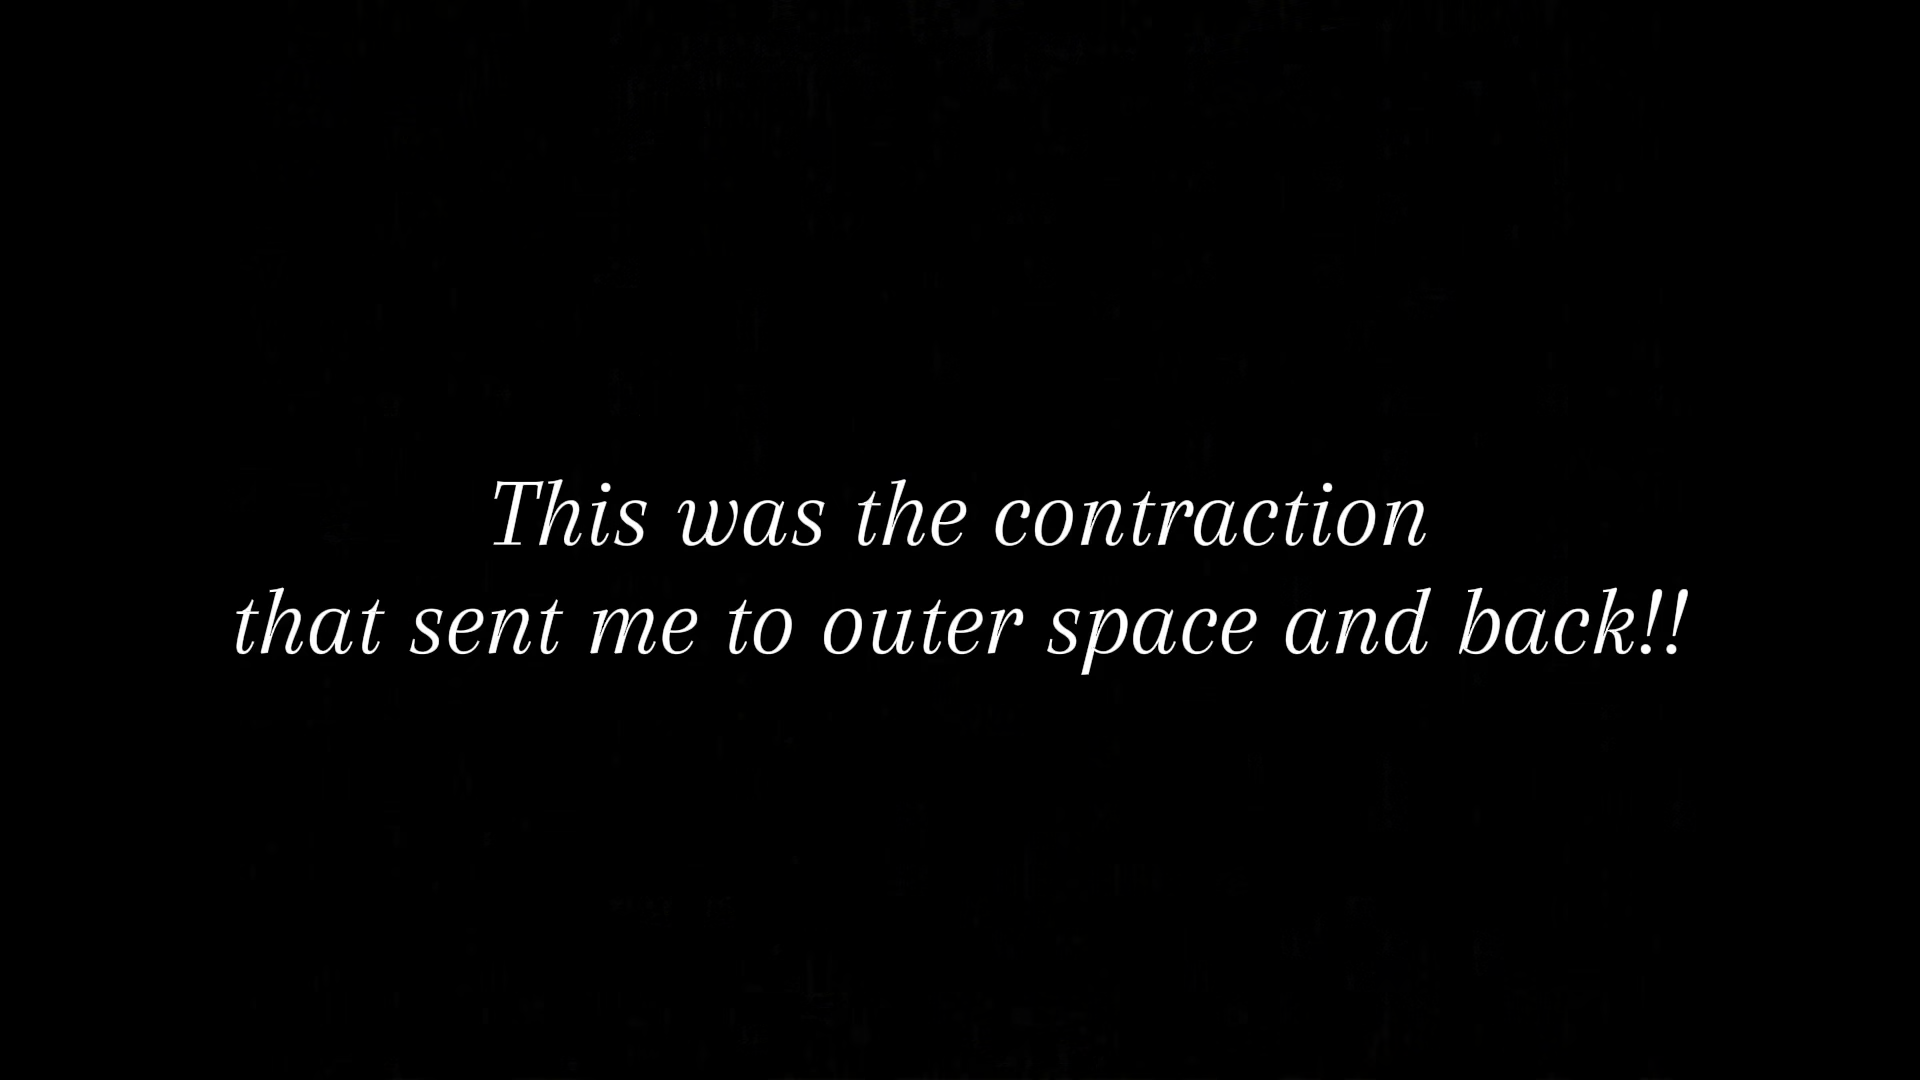 This was the contraction
that sent me to outer space and back!!